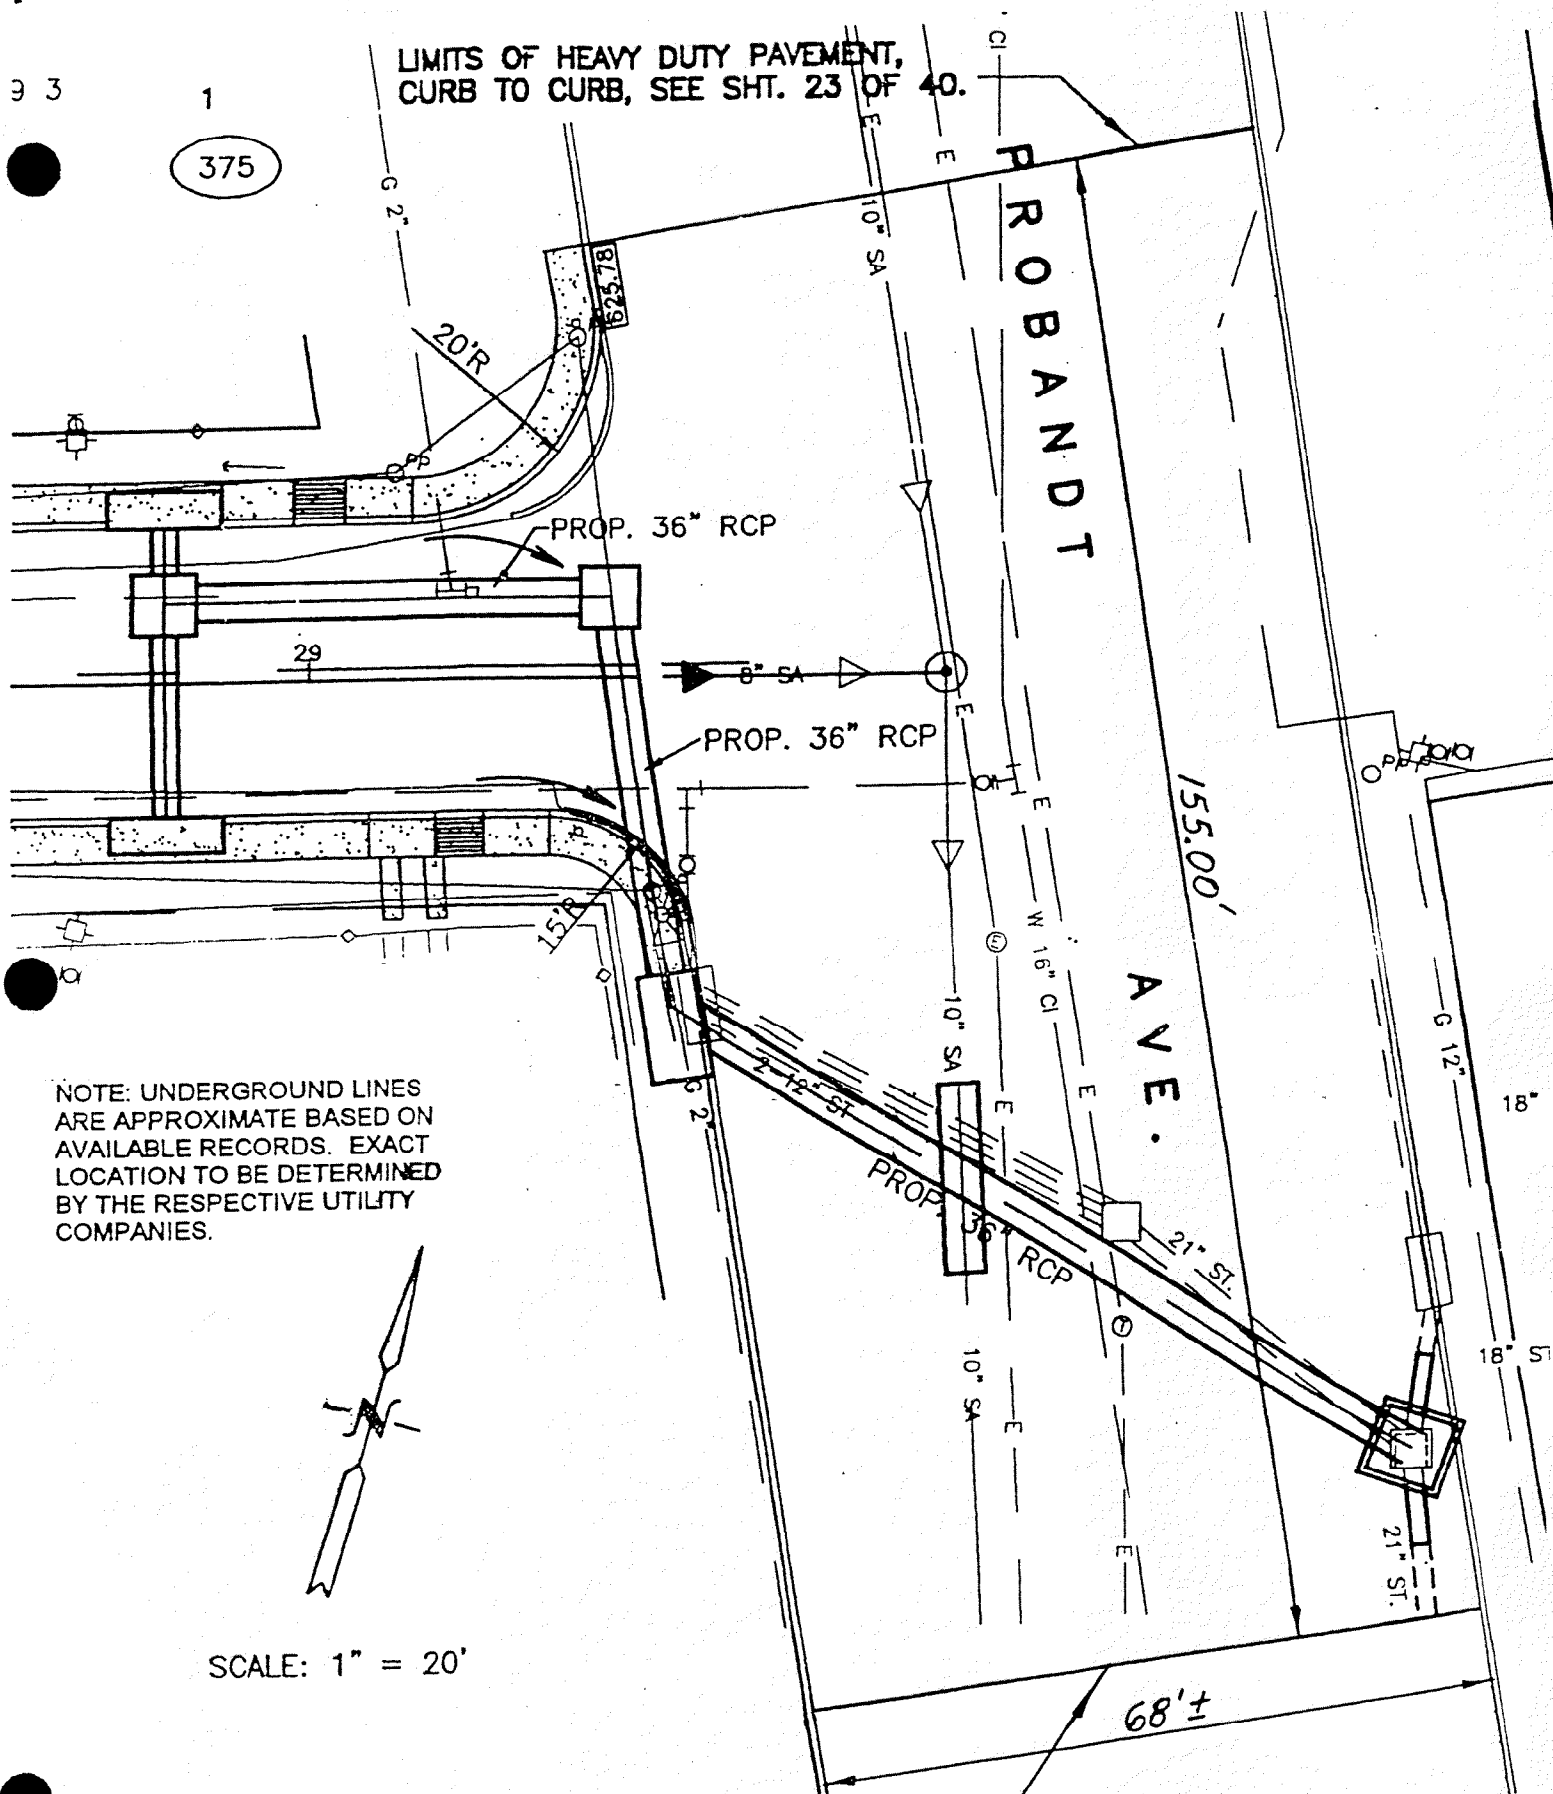 LIMITS OF HEAVY DUTY PAVEMENT,
CURB TO CURB, SEE SHT. 23 OF 40.
9 3
1
375
CI
E
E
G 2"
10" SA
PROBANDT
625.78
20'R
PP
PROP. 36" RCP
29
8" SA
E
PROP. 36" RCP
PP
E
155.00'
15'R
E
W 16" CI
10" SA
AVE.
G 12"
NOTE: UNDERGROUND LINES
ARE APPROXIMATE BASED ON
AVAILABLE RECORDS. EXACT
LOCATION TO BE DETERMINED
BY THE RESPECTIVE UTILITY
COMPANIES.
2-12" ST
G 2"
E
E
18"
PROP. 36" RCP
21" ST.
T
10" SA
18" ST
E
N
E
21" ST.
SCALE: 1" = 20'
68'±